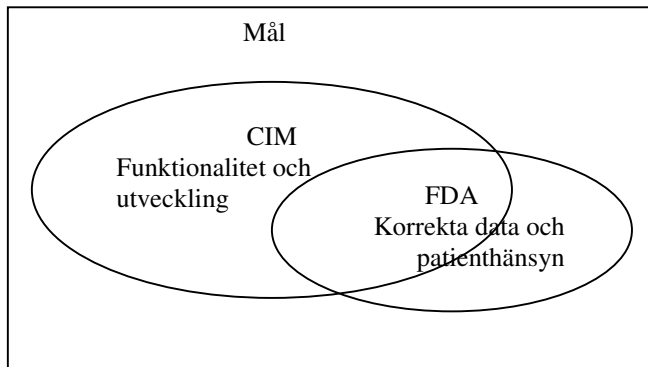 Mål
CIM
Funktionalitet och
utveckling
FDA
Korrekta data och
patienthänsyn